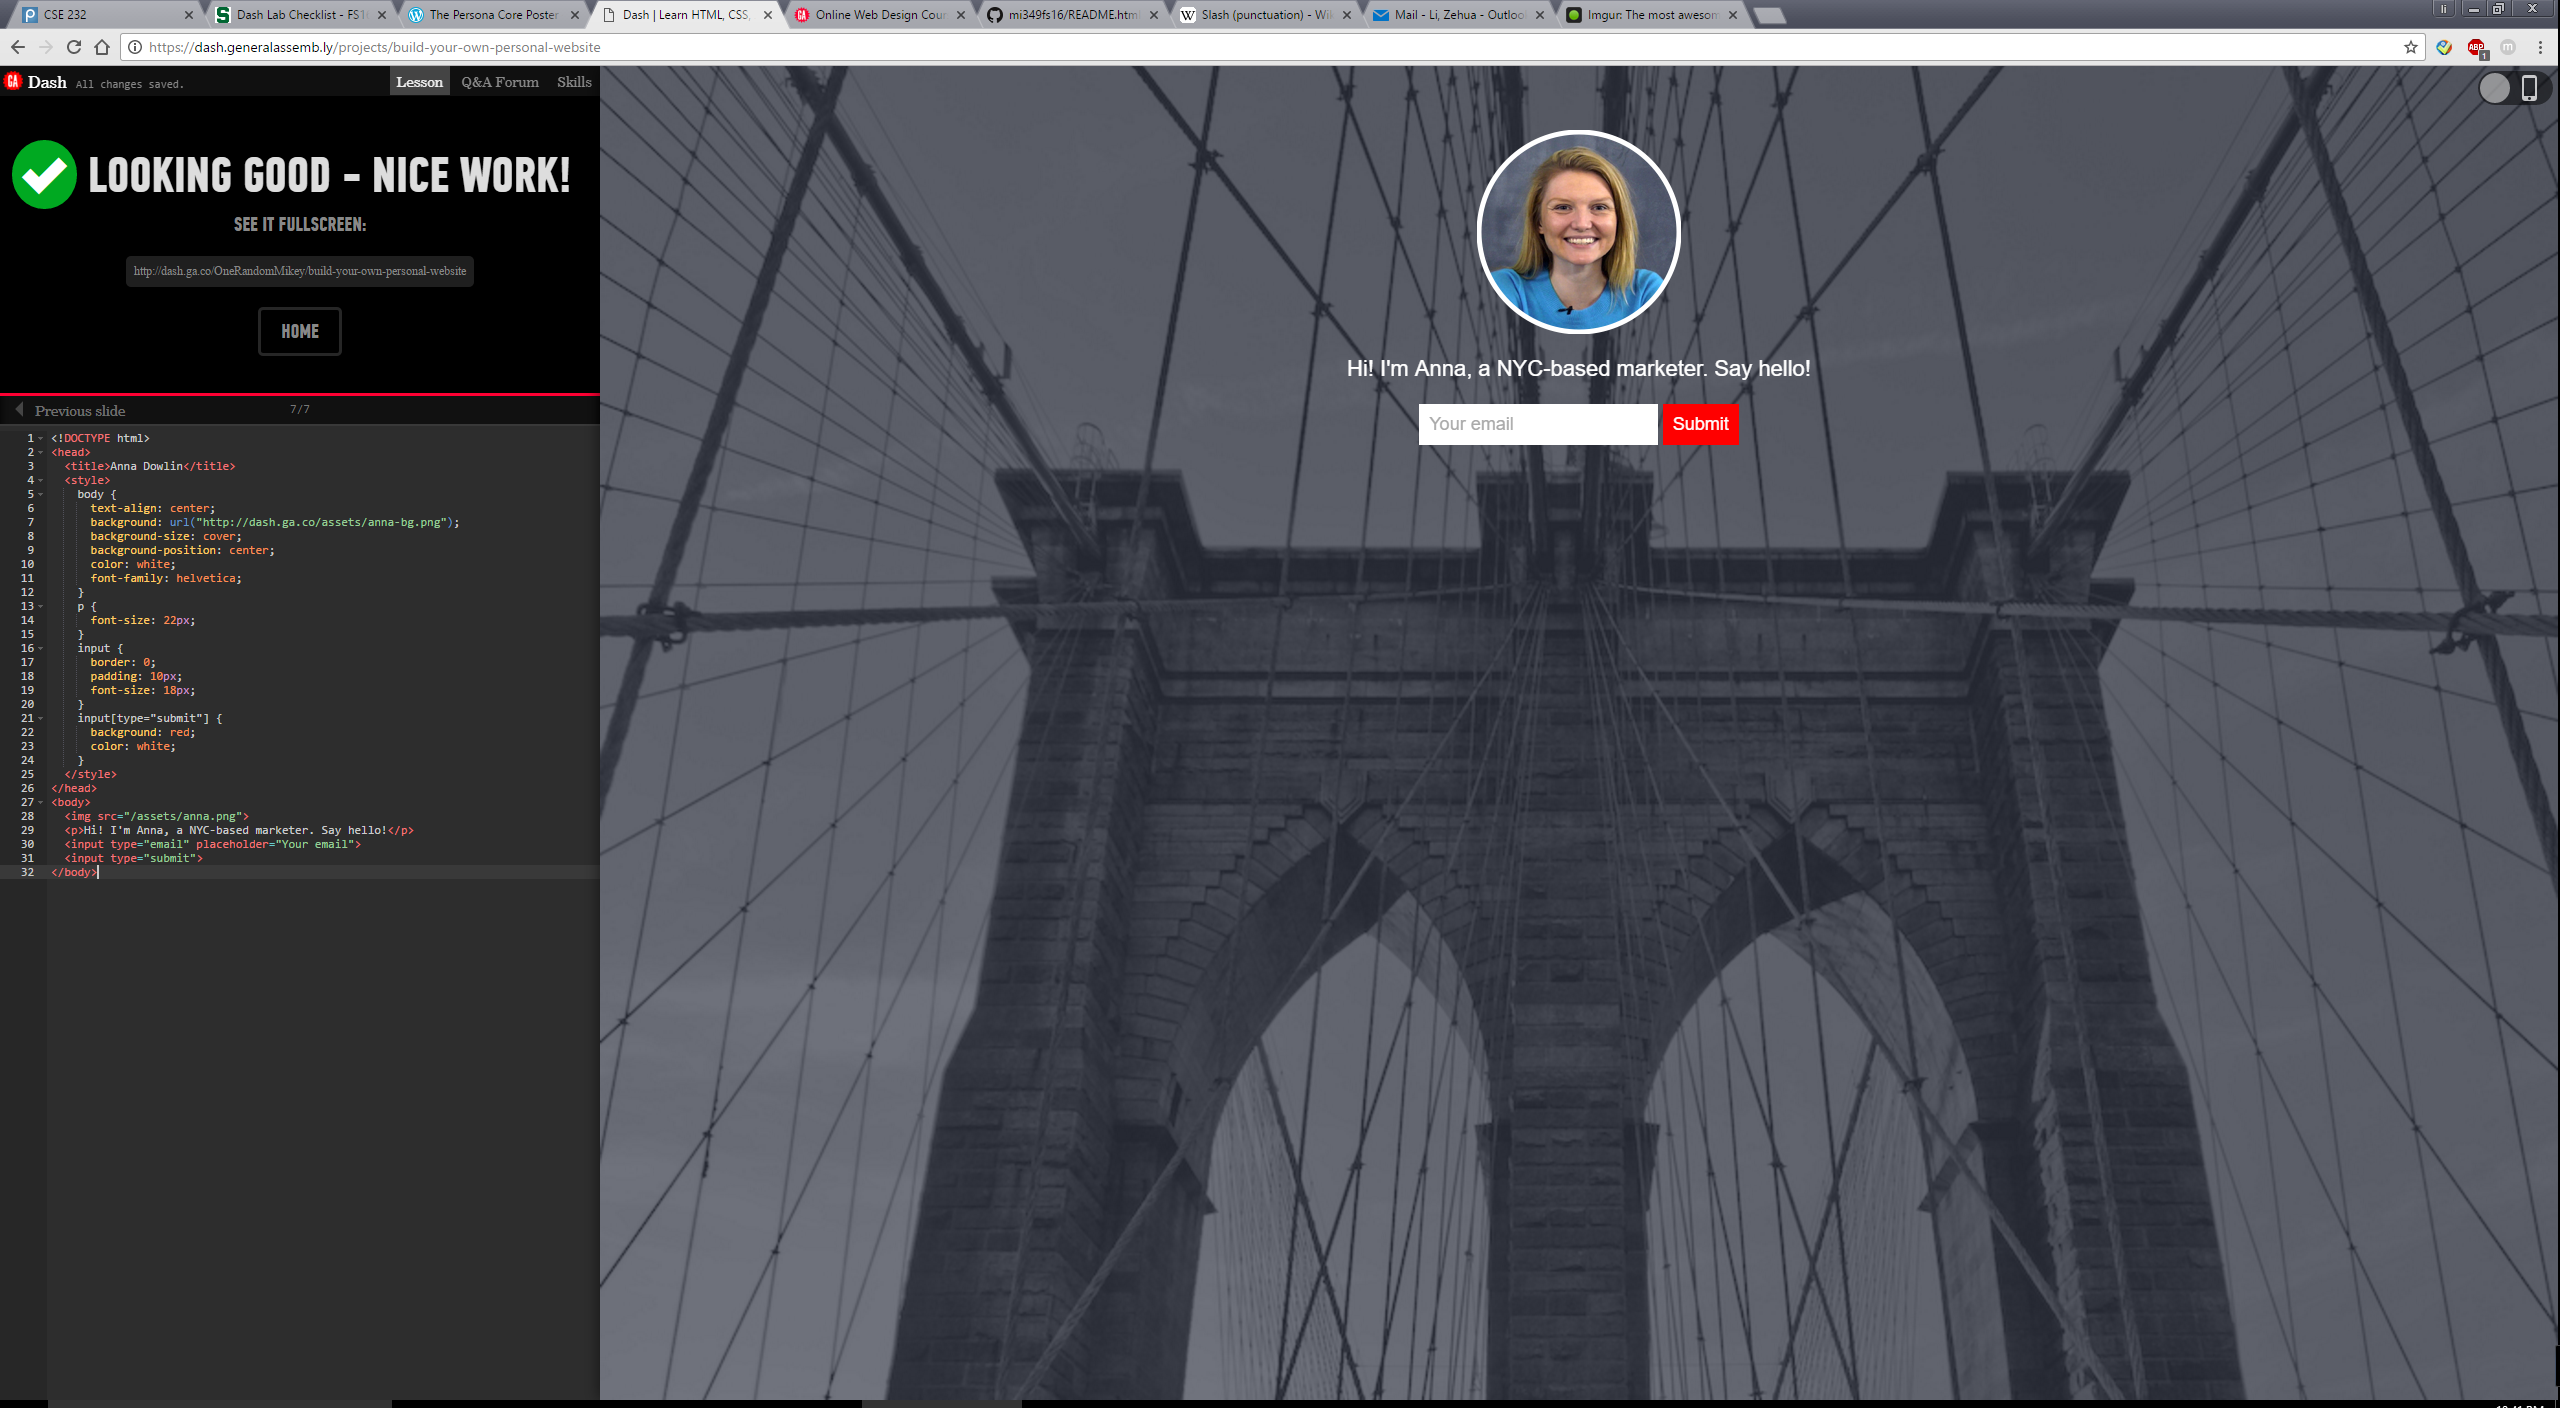 CSE 232
Dash Lab Checklist - FS1
The Persona Core Poster
Dash | Learn HTML, CSS,
Online Web Design Cour
mi349fs16/README.htm
Slash (punctuation) - Wik
Mail - Li, Zehua - Outloo
Imgur: The most awesom
li
https://dash.generalassemb.ly/projects/build-your-own-personal-website
ABP
1
m
GA
Dash
All changes saved.
Lesson
Q&A Forum
Skills
LOOKING GOOD - NICE WORK!
SEE IT FULLSCREEN:
http://dash.ga.co/OneRandomMikey/build-your-own-personal-website
HOME
Previous slide
7/7
1 <!DOCTYPE html>
2 <head>
3 <title>Anna Dowlin</title>
4 <style>
5 body {
6 text-align: center;
7 background: url("http://dash.ga.co/assets/anna-bg.png");
8 background-size: cover;
9 background-position: center;
10 color: white;
11 font-family: helvetica;
12 }
13 p {
14 font-size: 22px;
15 }
16 input {
17 border: 0;
18 padding: 10px;
19 font-size: 18px;
20 }
21 input[type="submit"] {
22 background: red;
23 color: white;
24 }
25 </style>
26 </head>
27 <body>
28 <img src="/assets/anna.png">
29 <p>Hi! I'm Anna, a NYC-based marketer. Say hello!</p>
30 <input type="email" placeholder="Your email">
31 <input type="submit">
32 </body>
Hi! I'm Anna, a NYC-based marketer. Say hello!
Your email
Submit